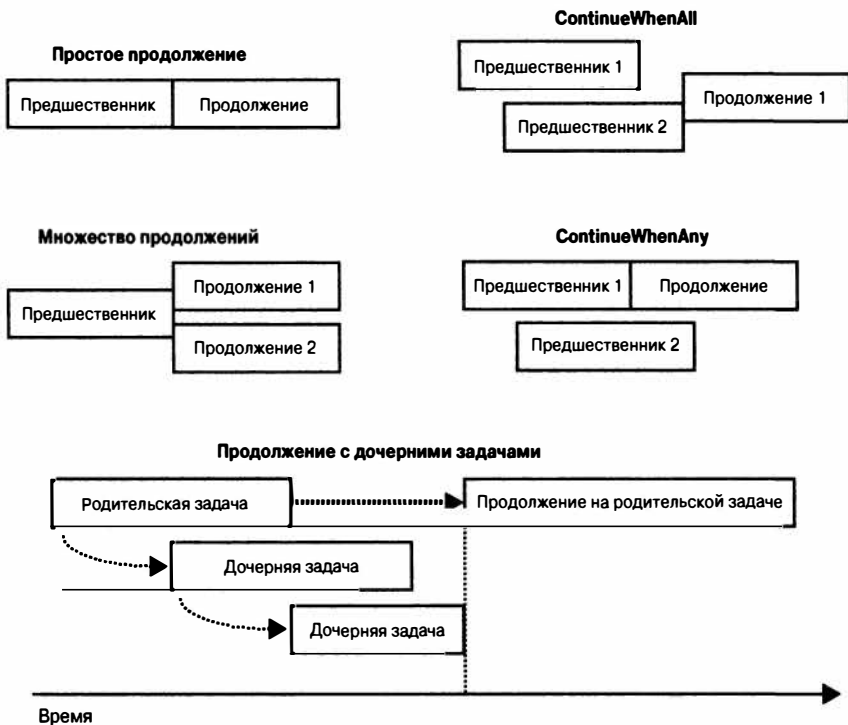 Простое продолжение
Предшественник
Продолжение
ContinueWhenAll
Предшественник 1
Продолжение 1
Предшественник 2
Множество продолжений
Предшественник
Продолжение 1
Продолжение 2
ContinueWhenAny
Предшественник 1
Продолжение
Предшественник 2
Продолжение с дочерними задачами
Родительская задача
Продолжение на родительской задаче
Дочерняя задача
Дочерняя задача
Время